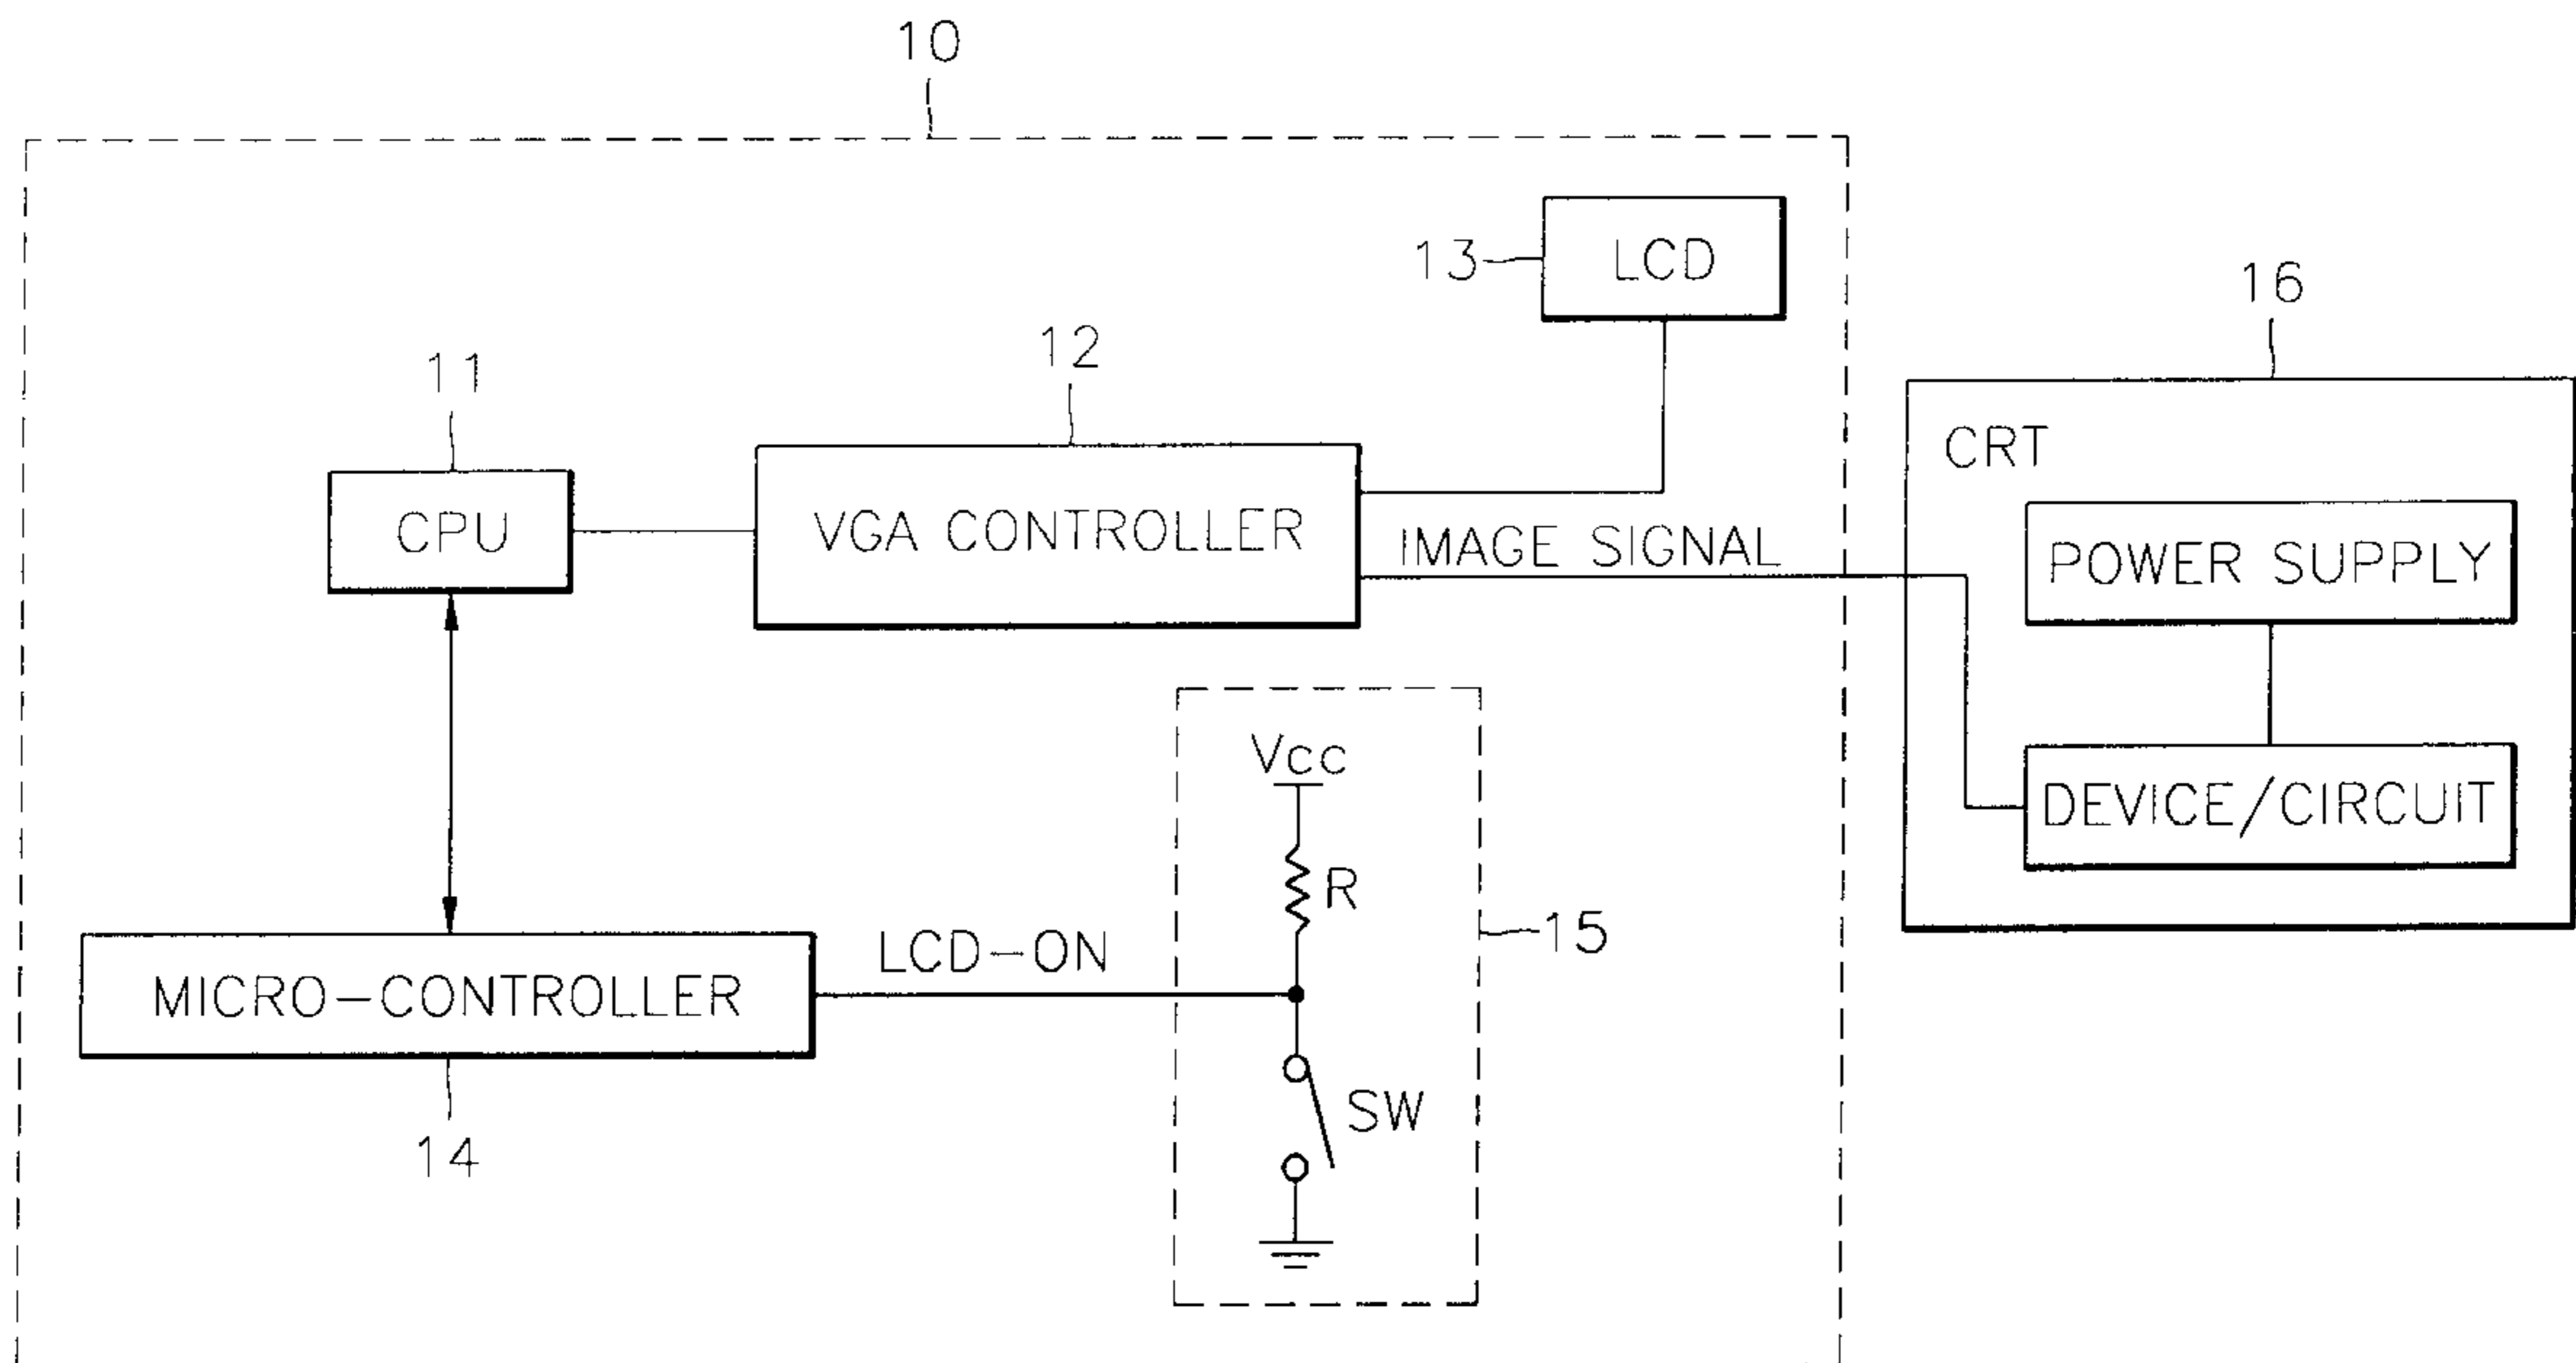 10
13
LCD
16
12
11
CRT
CPU
VGA CONTROLLER
IMAGE SIGNAL
POWER SUPPLY
Vcc
DEVICE/CIRCUIT
R
15
LCD-ON
MICRO-CONTROLLER
SW
14